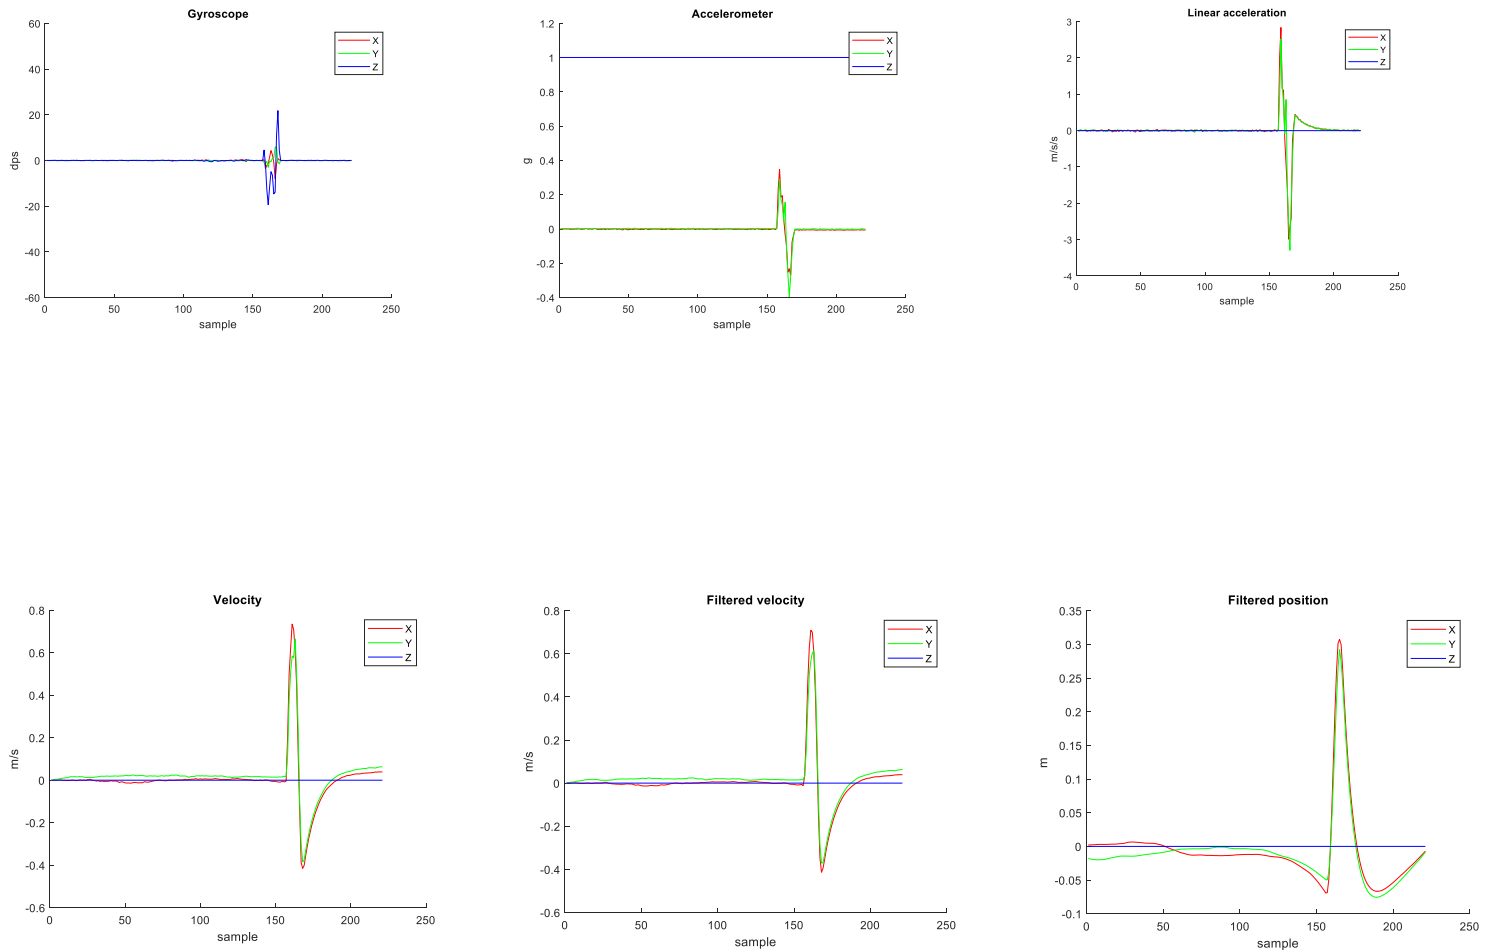 Gyroscope
60
40
20
0
-20
-40
-60
dps
0 50 100 150 200 250
sample
X
Y
Z
Accelerometer
1.2
1
0.8
0.6
0.4
0.2
0
-0.2
-0.4
g
0 50 100 150 200 250
sample
X
Y
Z
Linear acceleration
3
2
1
0
-1
-2
-3
-4
m/s/s
0 50 100 150 200 250
sample
X
Y
Z
Velocity
0.8
0.6
0.4
0.2
0
-0.2
-0.4
-0.6
m/s
0 50 100 150 200 250
sample
X
Y
Z
Filtered velocity
0.8
0.6
0.4
0.2
0
-0.2
-0.4
-0.6
m/s
0 50 100 150 200 250
sample
X
Y
Z
Filtered position
0.35
0.3
0.25
0.2
0.15
0.1
0.05
0
-0.05
-0.1
m
0 50 100 150 200 250
sample
X
Y
Z